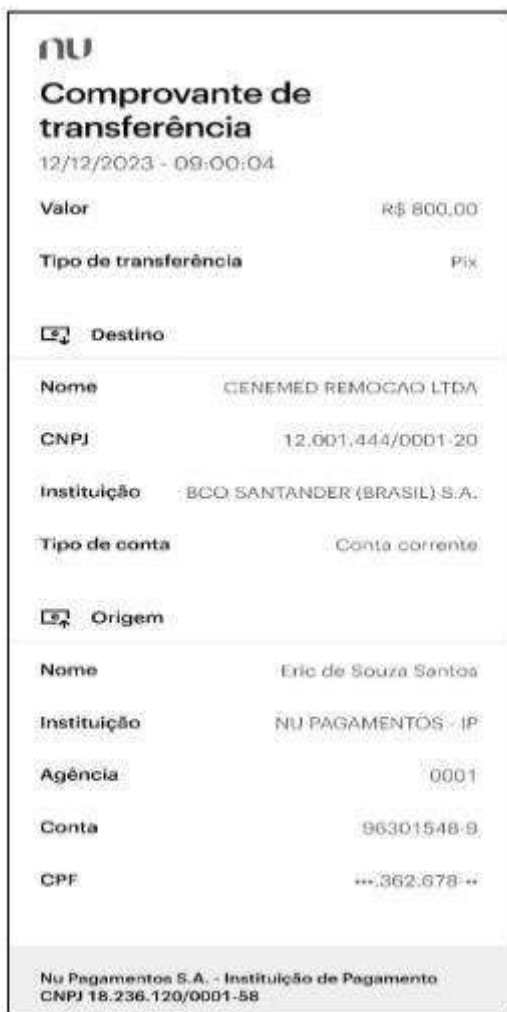 nu
Comprovante de
transferência
12/12/2023 - 09:00:04
Valor R$ 800,00
Tipo de transferência Pix
Destino
Nome CENEMED REMOCAO LTDA
CNPJ 12.001.444/0001-20
Instituição BCO SANTANDER (BRASIL) S.A.
Tipo de conta Conta corrente
Origem
Nome Eric de Souza Santos
Instituição NU PAGAMENTOS - IP
Agência 0001
Conta 96301548-9
CPF •••.362.678-••
Nu Pagamentos S.A. - Instituição de Pagamento
CNPJ 18.236.120/0001-58